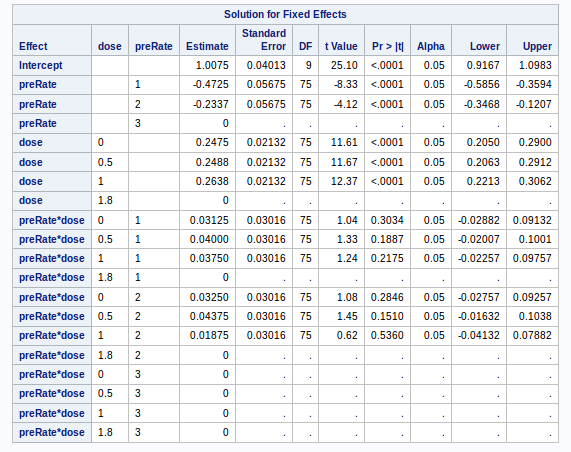 Solution for Fixed Effects
Effect dose preRate Estimate Standard Error DF t Value Pr > |t| Alpha Lower Upper
Intercept 1.0075 0.04013 9 25.10 <.0001 0.05 0.9167 1.0983
preRate 1 -0.4725 0.05675 75 -8.33 <.0001 0.05 -0.5856 -0.3594
preRate 2 -0.2337 0.05675 75 -4.12 <.0001 0.05 -0.3468 -0.1207
preRate 3 0 . . . . . . .
dose 0 0.2475 0.02132 75 11.61 <.0001 0.05 0.2050 0.2900
dose 0.5 0.2488 0.02132 75 11.67 <.0001 0.05 0.2063 0.2912
dose 1 0.2638 0.02132 75 12.37 <.0001 0.05 0.2213 0.3062
dose 1.8 0 . . . . . . .
preRate*dose 0 1 0.03125 0.03016 75 1.04 0.3034 0.05 -0.02882 0.09132
preRate*dose 0.5 1 0.04000 0.03016 75 1.33 0.1887 0.05 -0.02007 0.1001
preRate*dose 1 1 0.03750 0.03016 75 1.24 0.2175 0.05 -0.02257 0.09757
preRate*dose 1.8 1 0 . . . . . . .
preRate*dose 0 2 0.03250 0.03016 75 1.08 0.2846 0.05 -0.02757 0.09257
preRate*dose 0.5 2 0.04375 0.03016 75 1.45 0.1510 0.05 -0.01632 0.1038
preRate*dose 1 2 0.01875 0.03016 75 0.62 0.5360 0.05 -0.04132 0.07882
preRate*dose 1.8 2 0 . . . . . . .
preRate*dose 0 3 0 . . . . . . .
preRate*dose 0.5 3 0 . . . . . . .
preRate*dose 1 3 0 . . . . . . .
preRate*dose 1.8 3 0 . . . . . . .